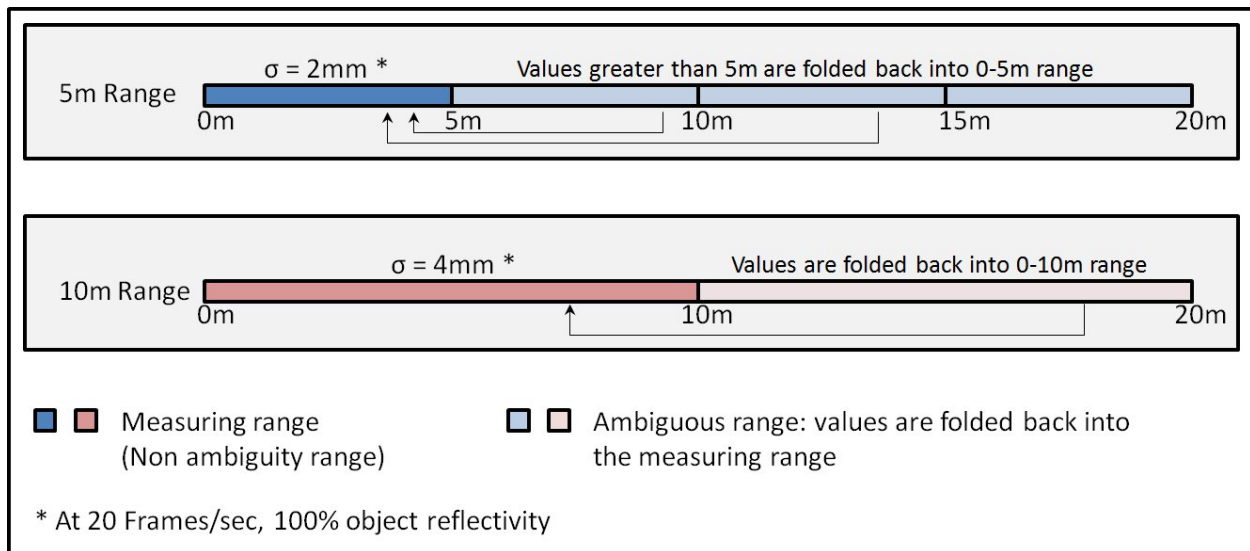 σ = 2mm * Values greater than 5m are folded back into 0-5m range
5m Range
0m 5m 10m 15m 20m
σ = 4mm * Values are folded back into 0-10m range
10m Range
0m 10m 20m
Measuring range
(Non ambiguity range)
Ambiguous range: values are folded back into
the measuring range
* At 20 Frames/sec, 100% object reflectivity